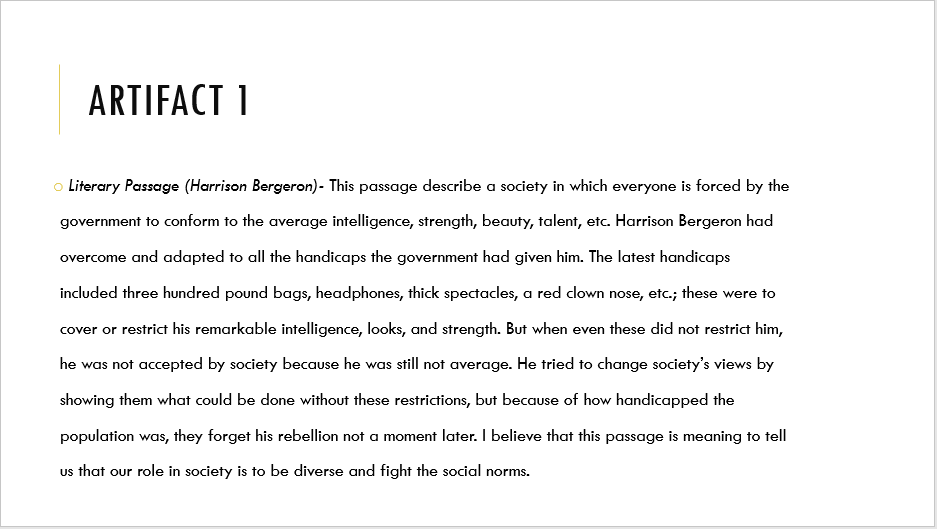 ARTIFACT 1
Literary Passage (Harrison Bergeron)- This passage describe a society in which everyone is forced by the
government to conform to the average intelligence, strength, beauty, talent, etc. Harrison Bergeron had
overcome and adapted to all the handicaps the government had given him. The latest handicaps
included three hundred pound bags, headphones, thick spectacles, a red clown nose, etc.; these were to
cover or restrict his remarkable intelligence, looks, and strength. But when even these did not restrict him,
he was not accepted by society because he was still not average. He tried to change society’s views by
showing them what could be done without these restrictions, but because of how handicapped the
population was, they forget his rebellion not a moment later. I believe that this passage is meaning to tell
us that our role in society is to be diverse and fight the social norms.